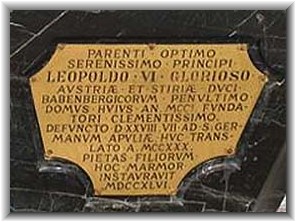 PARENTI OPTIMO
SERENISSIMO PRINCIPI
LEOPOLDO · VI · GLORIOSO
AVSTRIÆ ET STIRIÆ DVCI
BABENBERGICORVM PENVLTIMO
DOMVS HVIVS AN. MCCI FVNDA
TORI CLEMENTISSIMO.
DEFVNCTO D XXVIII VII AD S. GER
MANVM APVLIÆ HVC TRANS
LATO A MCCXXX
PIETAS FILIORVM
HOC MARMOR
INSTAVRAVIT
MDCCXLVI.